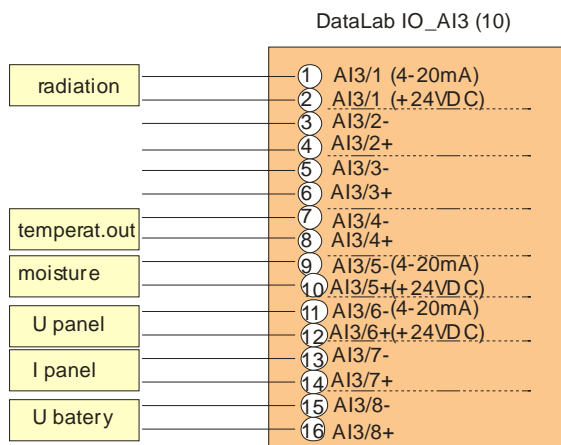 DataLab IO_AI3 (10)
radiation
1 AI3/1 (4-20mA)
2 AI3/1 (+24VDC)
3 AI3/2-
4 AI3/2+
5 AI3/3-
6 AI3/3+
temperat.out
7 AI3/4-
8 AI3/4+
moisture
9 AI3/5-(4-20mA)
10 AI3/5+(+24VDC)
U panel
11 AI3/6-(4-20mA)
12 AI3/6+(+24VDC)
I panel
13 AI3/7-
14 AI3/7+
U batery
15 AI3/8-
16 AI3/8+